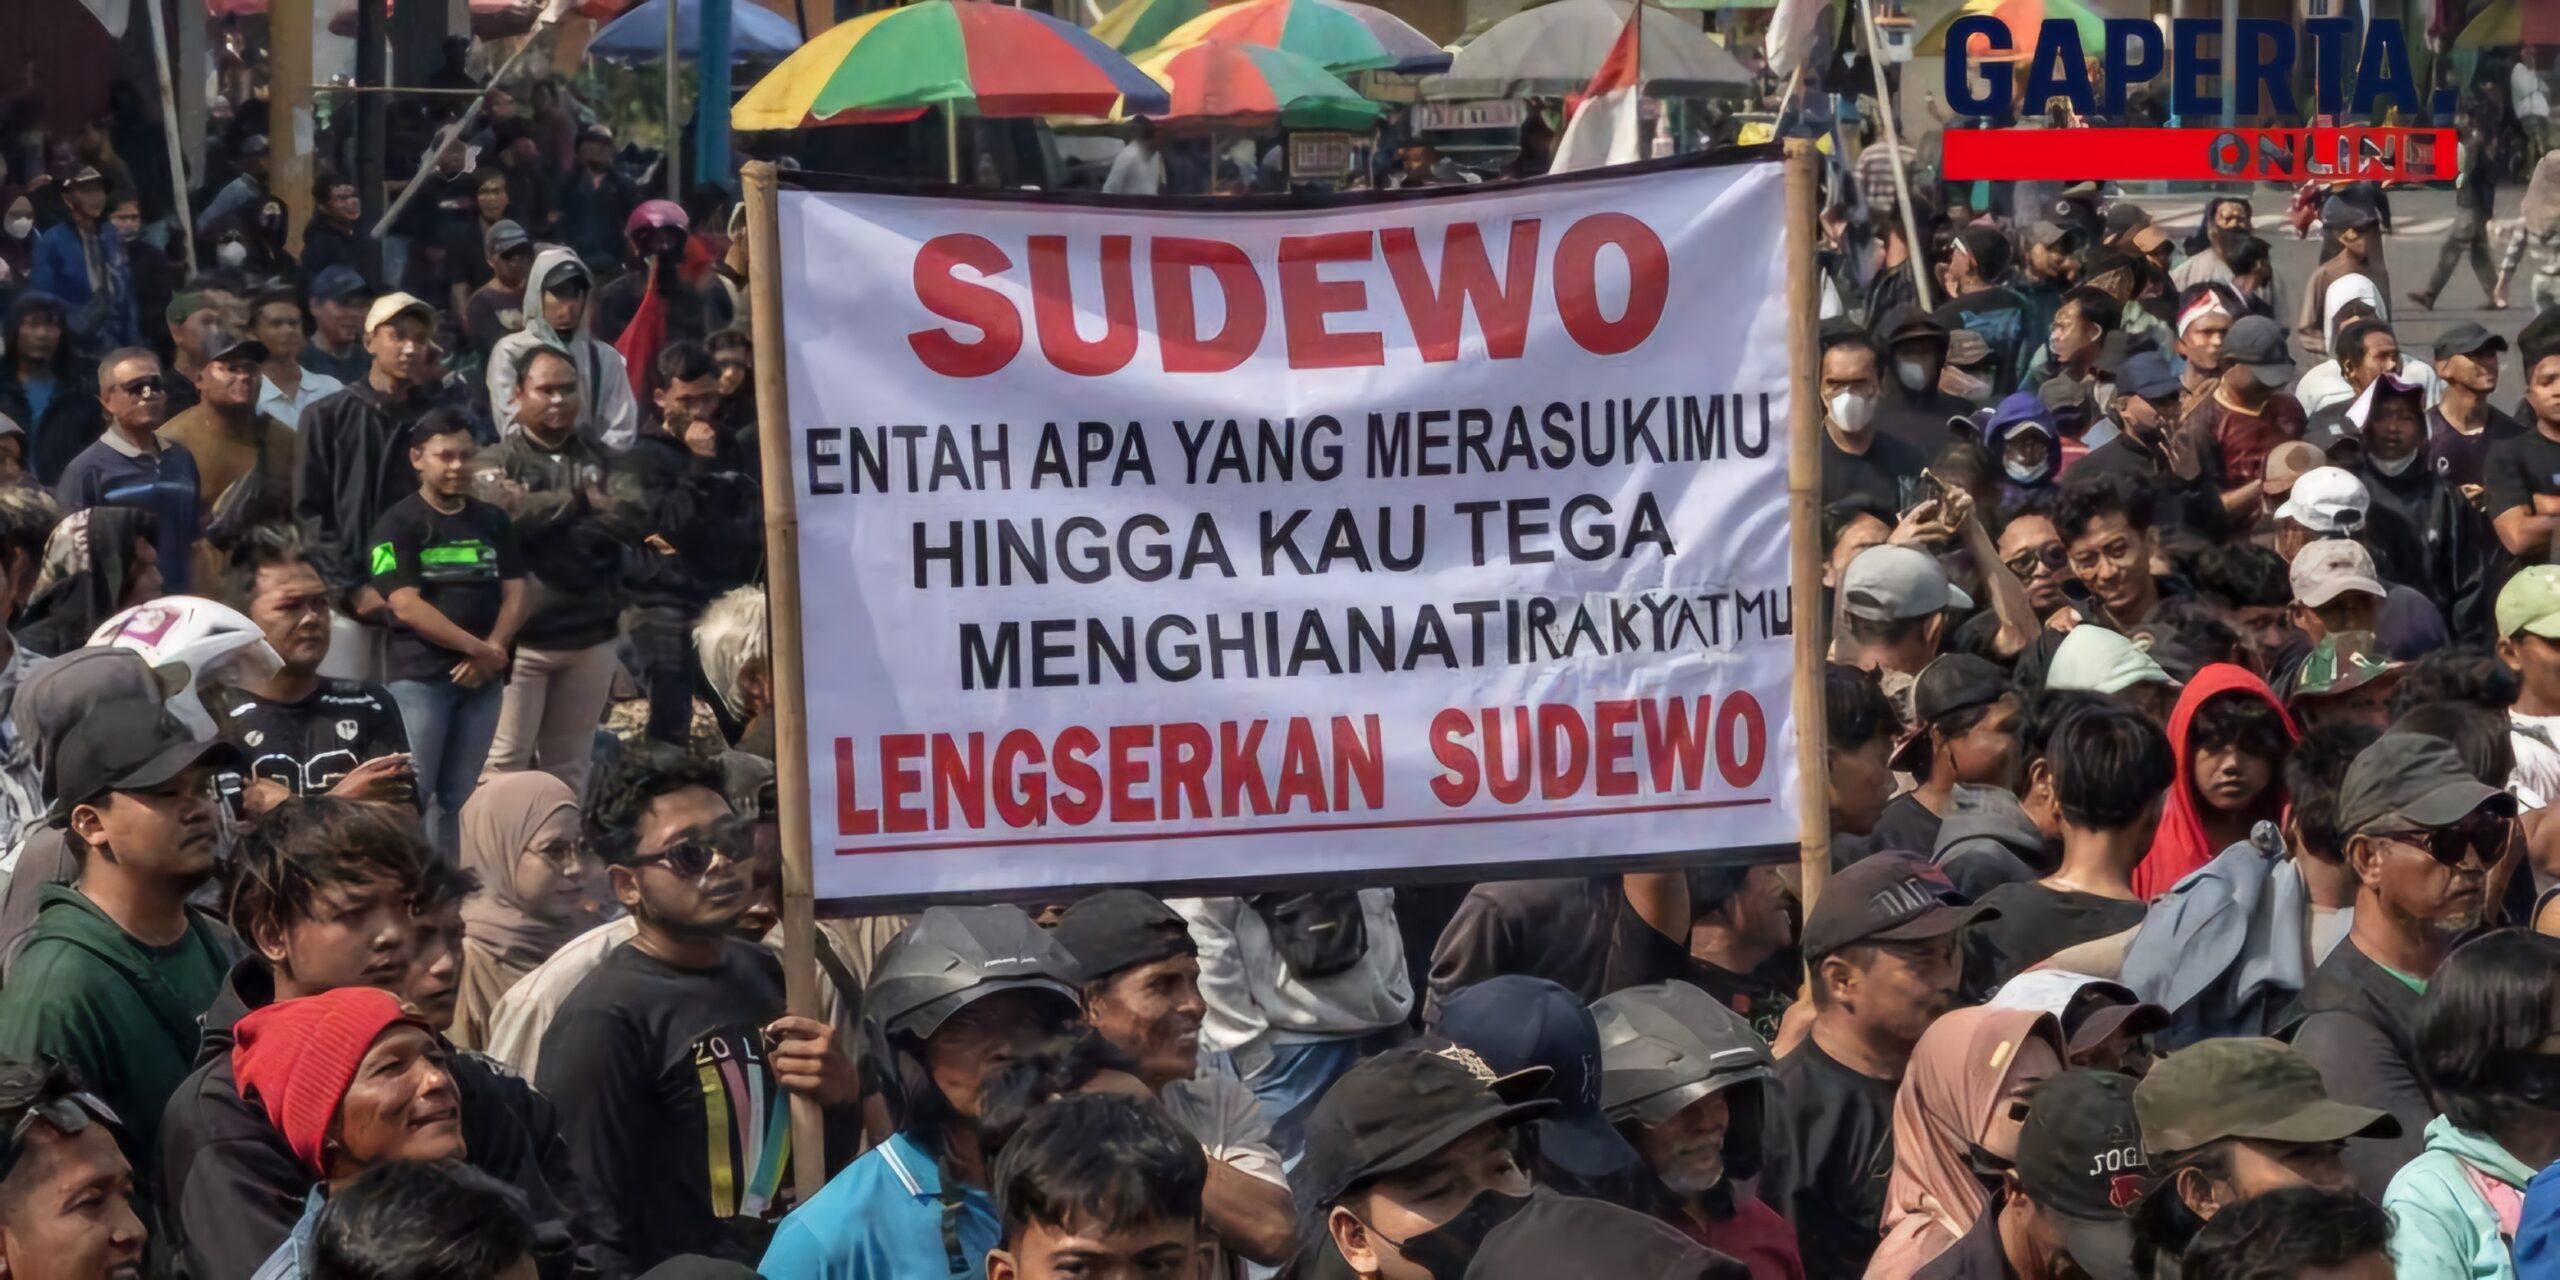 GAPERTA.
ONLINE
SUDEWO
ENTAH APA YANG MERASUKIMU
HINGGA KAU TEGA
MENGHIANATI RAKYATMU
LENGSERKAN SUDEWO